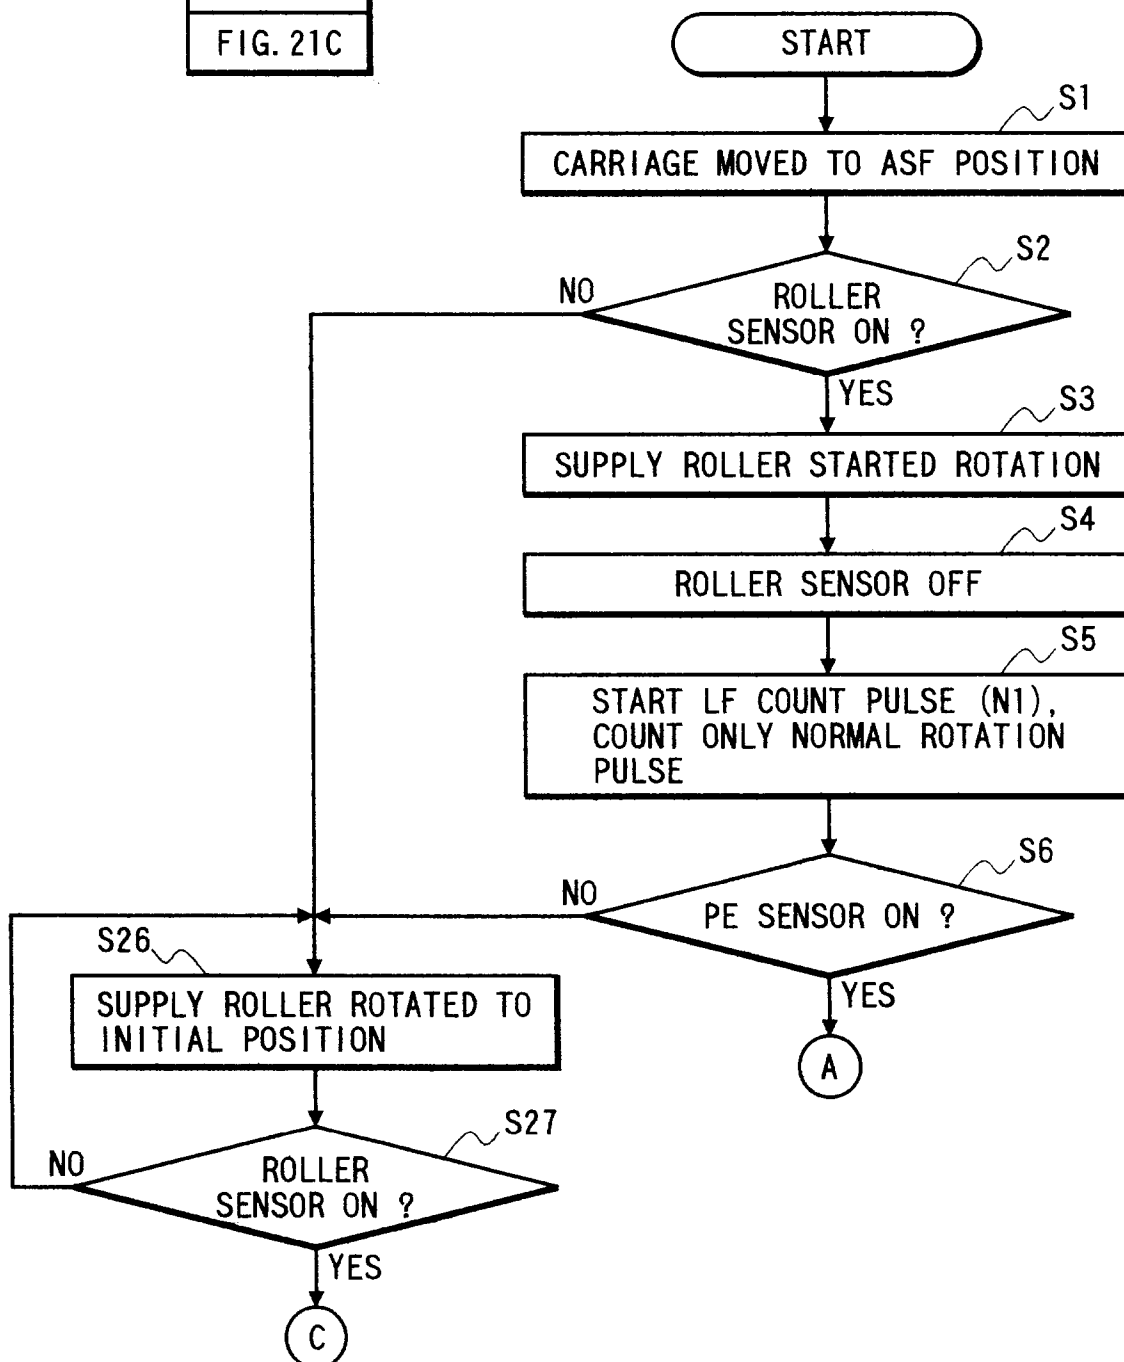 FIG. 21C
START
S1
CARRIAGE MOVED TO ASF POSITION
S2
NO
ROLLER
SENSOR ON ?
YES
S3
SUPPLY ROLLER STARTED ROTATION
S4
ROLLER SENSOR OFF
S5
START LF COUNT PULSE (N1),
COUNT ONLY NORMAL ROTATION
PULSE
S6
NO
PE SENSOR ON ?
YES
A
S26
SUPPLY ROLLER ROTATED TO
INITIAL POSITION
S27
NO
ROLLER
SENSOR ON ?
YES
C